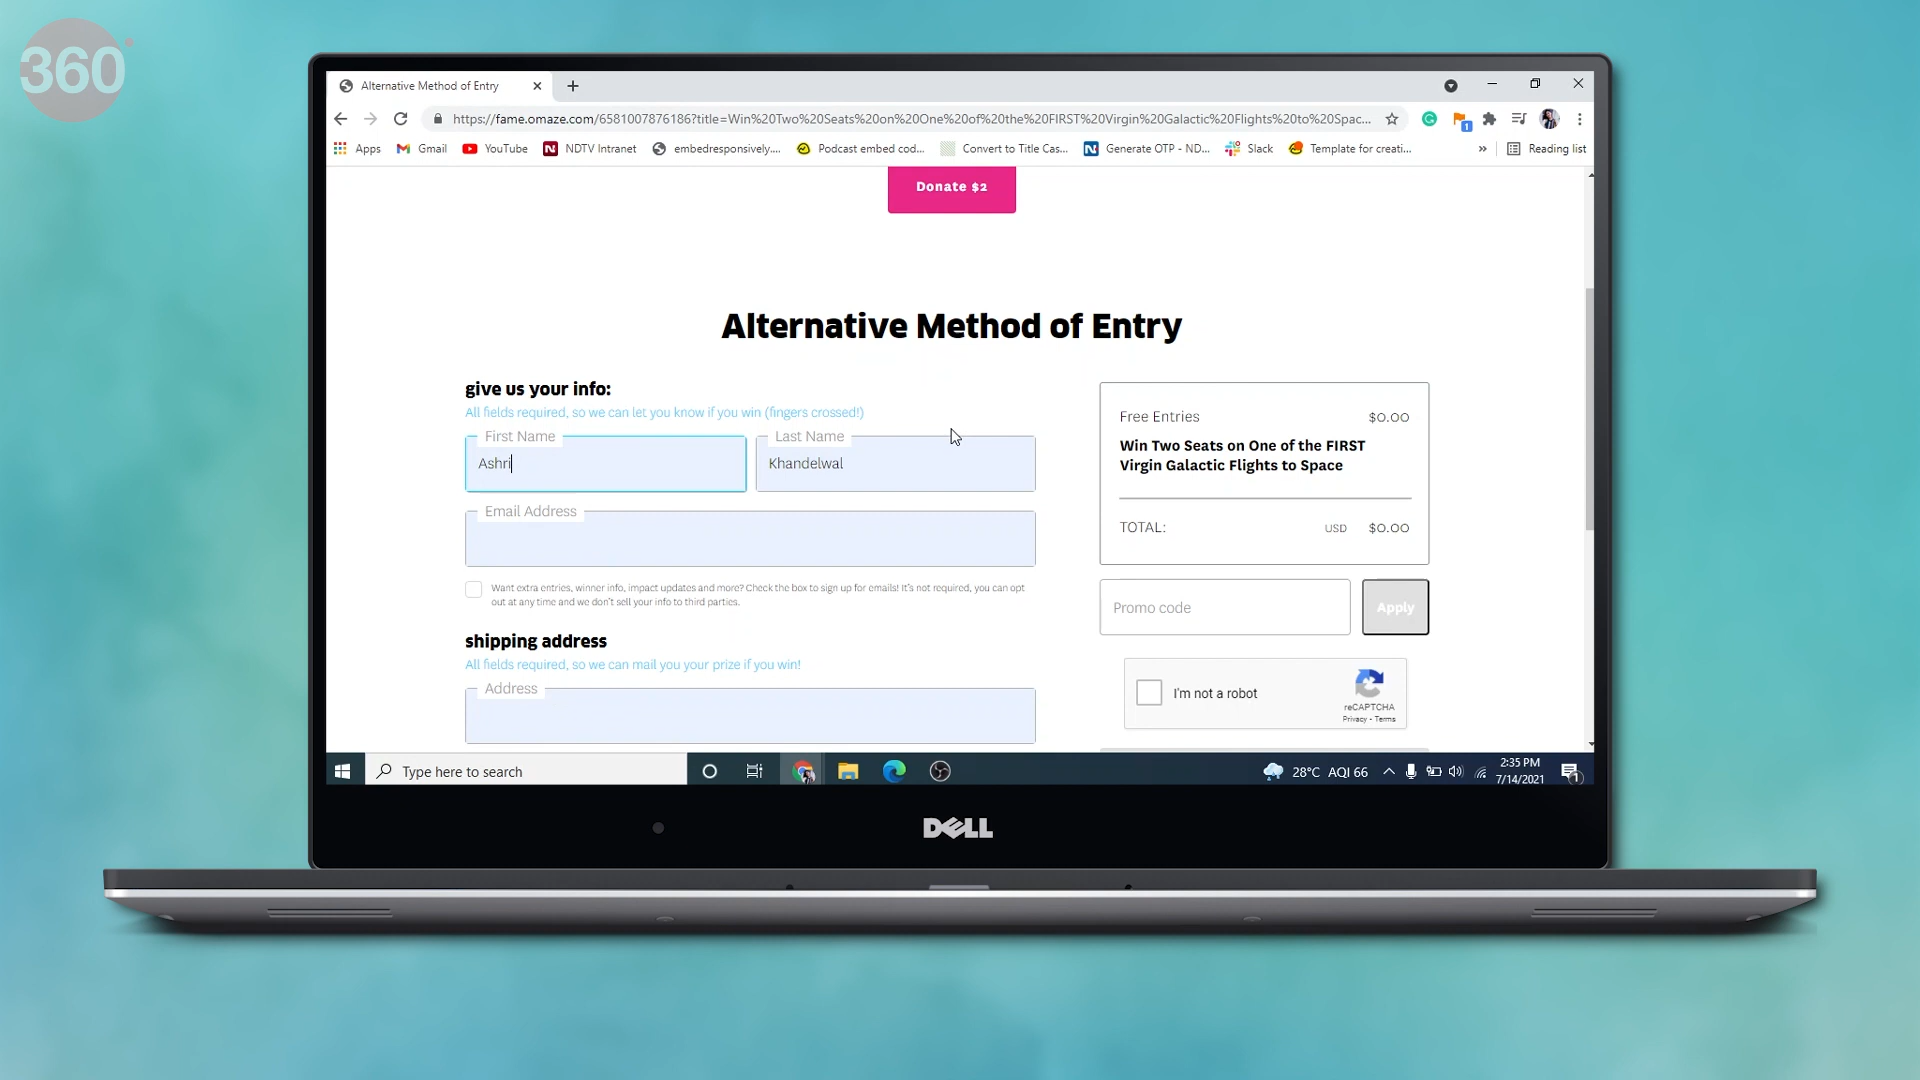 360°
Alternative Method of Entry
https://fame.omaze.com/6581007876186?title=Win%20Two%20Seats%20on%20One%20of%20the%20FIRST%20Virgin%20Galactic%20Flights%20to%20Spac...
1
Apps Gmail YouTube NDTV Intranet embedresponsively.... Podcast embed cod... Convert to Title Cas... Generate OTP - ND... Slack Template for creati... » Reading list
Donate $2
Alternative Method of Entry
give us your info:
All fields required, so we can let you know if you win (fingers crossed!)
First Name
Ashri
Last Name
Khandelwal
Email Address
Want extra entries, winner info, impact updates and more? Check the box to sign up for emails! It's not required, you can opt
out at any time and we don't sell your info to third parties.
shipping address
All fields required, so we can mail you your prize if you win!
Address
Free Entries $0.00
Win Two Seats on One of the FIRST
Virgin Galactic Flights to Space
TOTAL: USD $0.00
Promo code
Apply
I'm not a robot
reCAPTCHA
Privacy - Terms
Type here to search
28°C AQI 66
2:35 PM
7/14/2021
1
DELL